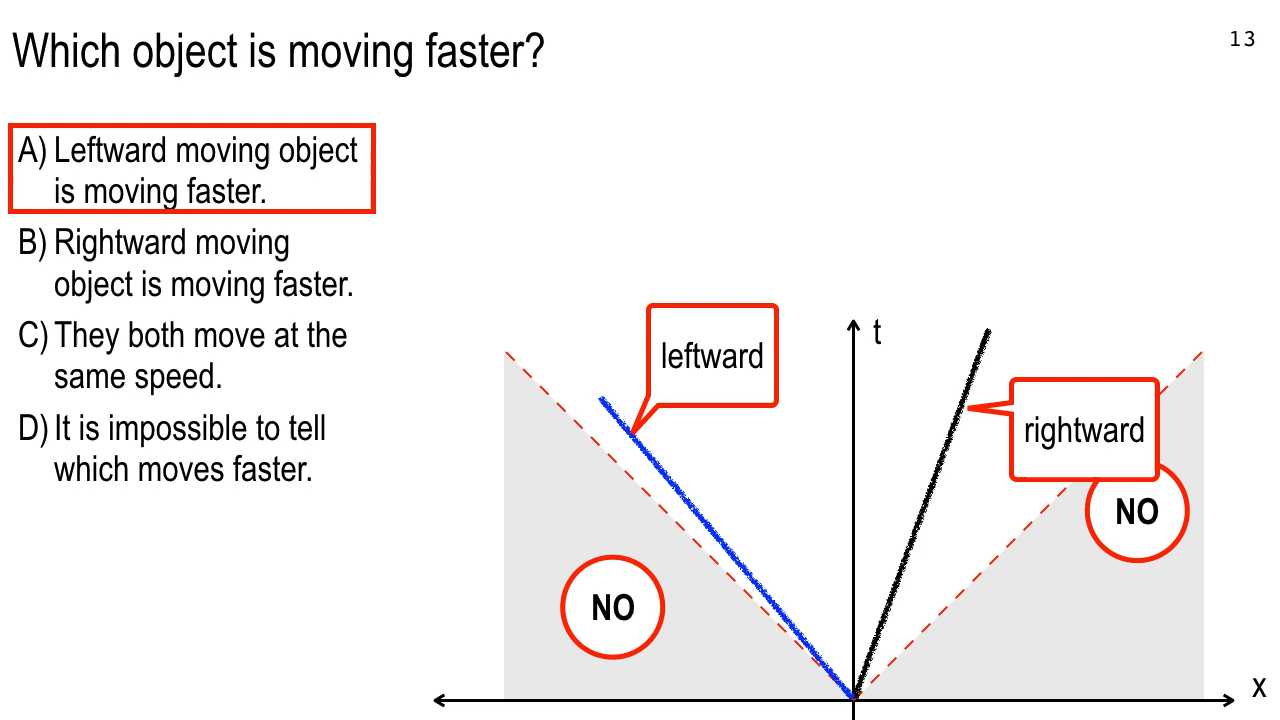 Which object is moving faster?
13
A) Leftward moving object
is moving faster.
B) Rightward moving
object is moving faster.
C) They both move at the
same speed.
D) It is impossible to tell
which moves faster.
leftward
t
rightward
NO
NO
x